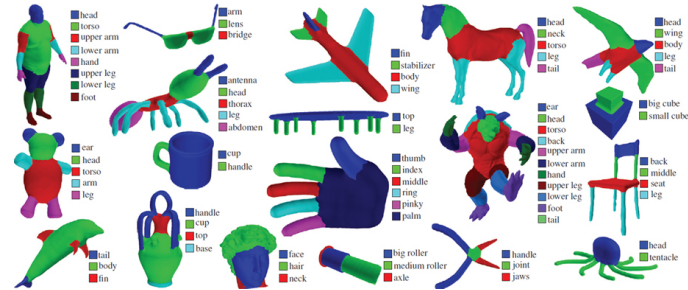 head
torso
upper arm
lower arm
hand
upper leg
lower leg
foot
arm
lens
bridge
fin
stabilizer
body
wing
head
neck
torso
leg
tail
head
wing
body
leg
tail
antenna
head
thorax
leg
abdomen
top
leg
big cube
small cube
ear
head
torso
arm
leg
cup
handle
thumb
index
middle
ring
pinky
palm
ear
head
torso
back
upper arm
lower arm
hand
upper leg
lower leg
foot
tail
back
middle
seat
leg
tail
body
fin
handle
cup
top
base
face
hair
neck
big roller
medium roller
axle
handle
joint
jaws
head
tentacle